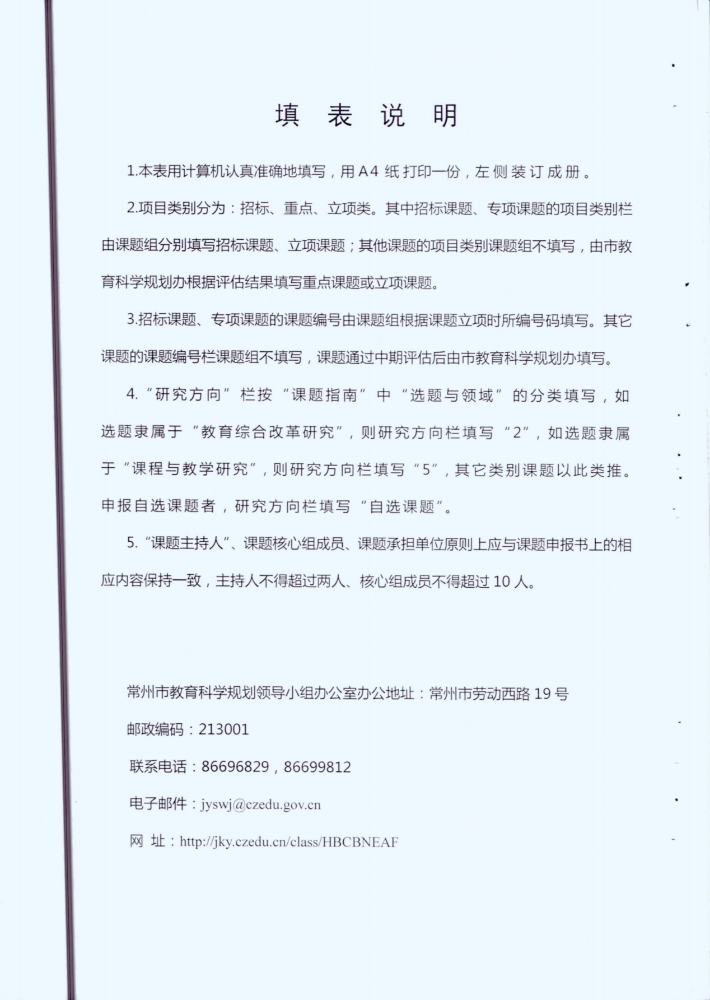 填 表 说 明
1.本表用计算机认真准确地填写，用A4 纸打印一份，左侧装订成册。
2.项目类别分为：招标、重点、立项类。其中招标课题、专项课题的项目类别栏
由课题组分别填写招标课题、立项课题；其他课题的项目类别课题组不填写，由市教
育科学规划办根据评估结果填写重点课题或立项课题。
3.招标课题、专项课题的课题编号由课题组根据课题立项时所编号码填写。其它
课题的课题编号栏课题组不填写，课题通过中期评估后由市教育科学规划办填写。
4.“研究方向”栏按“课题指南”中“选题与领域”的分类填写，如
选题隶属于“教育综合改革研究”，则研究方向栏填写“2”，如选题隶属
于“课程与教学研究”，则研究方向栏填写“5”，其它类别课题以此类推。
申报自选课题者，研究方向栏填写“自选课题”。
5.“课题主持人”、课题核心组成员、课题承担单位原则上应与课题申报书上的相
应内容保持一致，主持人不得超过两人、核心组成员不得超过 10 人。
常州市教育科学规划领导小组办公室办公地址：常州市劳动西路 19 号
邮政编码：213001
联系电话：86696829，86699812
电子邮件：jyswj@czedu.gov.cn
网 址：http://jky.czedu.cn/class/HBCBNEAF